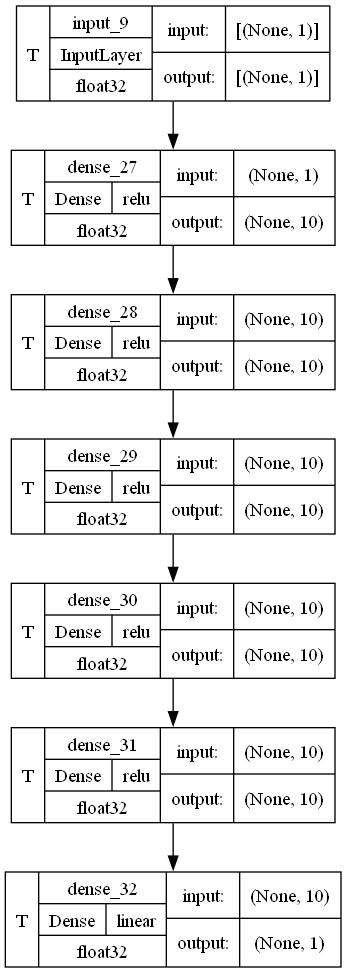 T input_9 input: [(None, 1)]
InputLayer
float32 output: [(None, 1)]
T dense_27 input: (None, 1)
Dense relu
float32 output: (None, 10)
T dense_28 input: (None, 10)
Dense relu
float32 output: (None, 10)
T dense_29 input: (None, 10)
Dense relu
float32 output: (None, 10)
T dense_30 input: (None, 10)
Dense relu
float32 output: (None, 10)
T dense_31 input: (None, 10)
Dense relu
float32 output: (None, 10)
T dense_32 input: (None, 10)
Dense linear
float32 output: (None, 1)